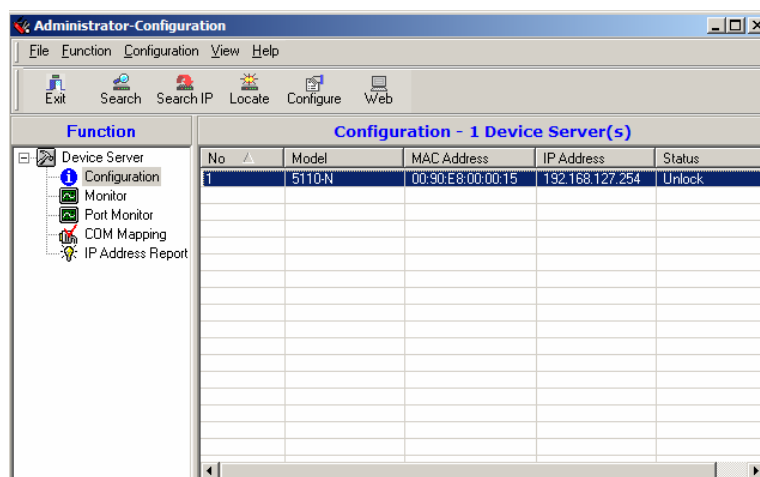 Administrator-Configuration
File Function Configuration View Help
Exit Search Search IP Locate Configure Web
Function
Configuration - 1 Device Server(s)
Device Server
Configuration
Monitor
Port Monitor
COM Mapping
IP Address Report
No Model MAC Address IP Address Status
1 5110-N 00:90:E8:00:00:15 192.168.127.254 Unlock